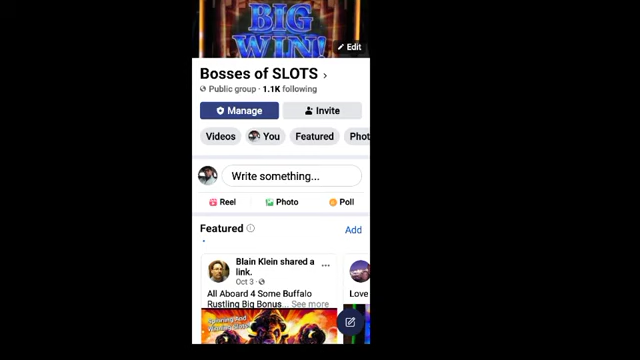 BIG
WIN!
Edit
Bosses of SLOTS ›
Public group · 1.1K following
Manage
Invite
Videos
You
Featured
Phot
Write something...
Reel
Photo
Poll
Featured
Add
Blain Klein shared a
link.
Oct 3 ·
All Aboard 4 Some Buffalo
Rustling Big Bonus... See more
Love
Spinning And